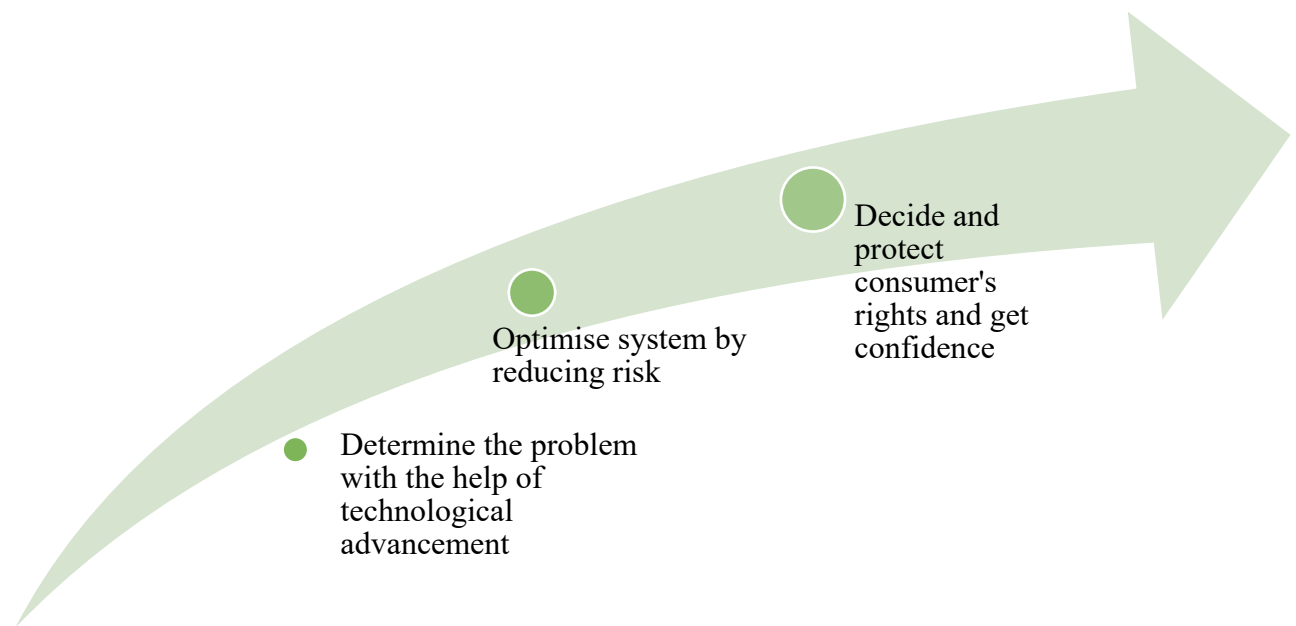 Determine the problem
with the help of
technological
advancement
Optimise system by
reducing risk
Decide and
protect
consumer's
rights and get
confidence